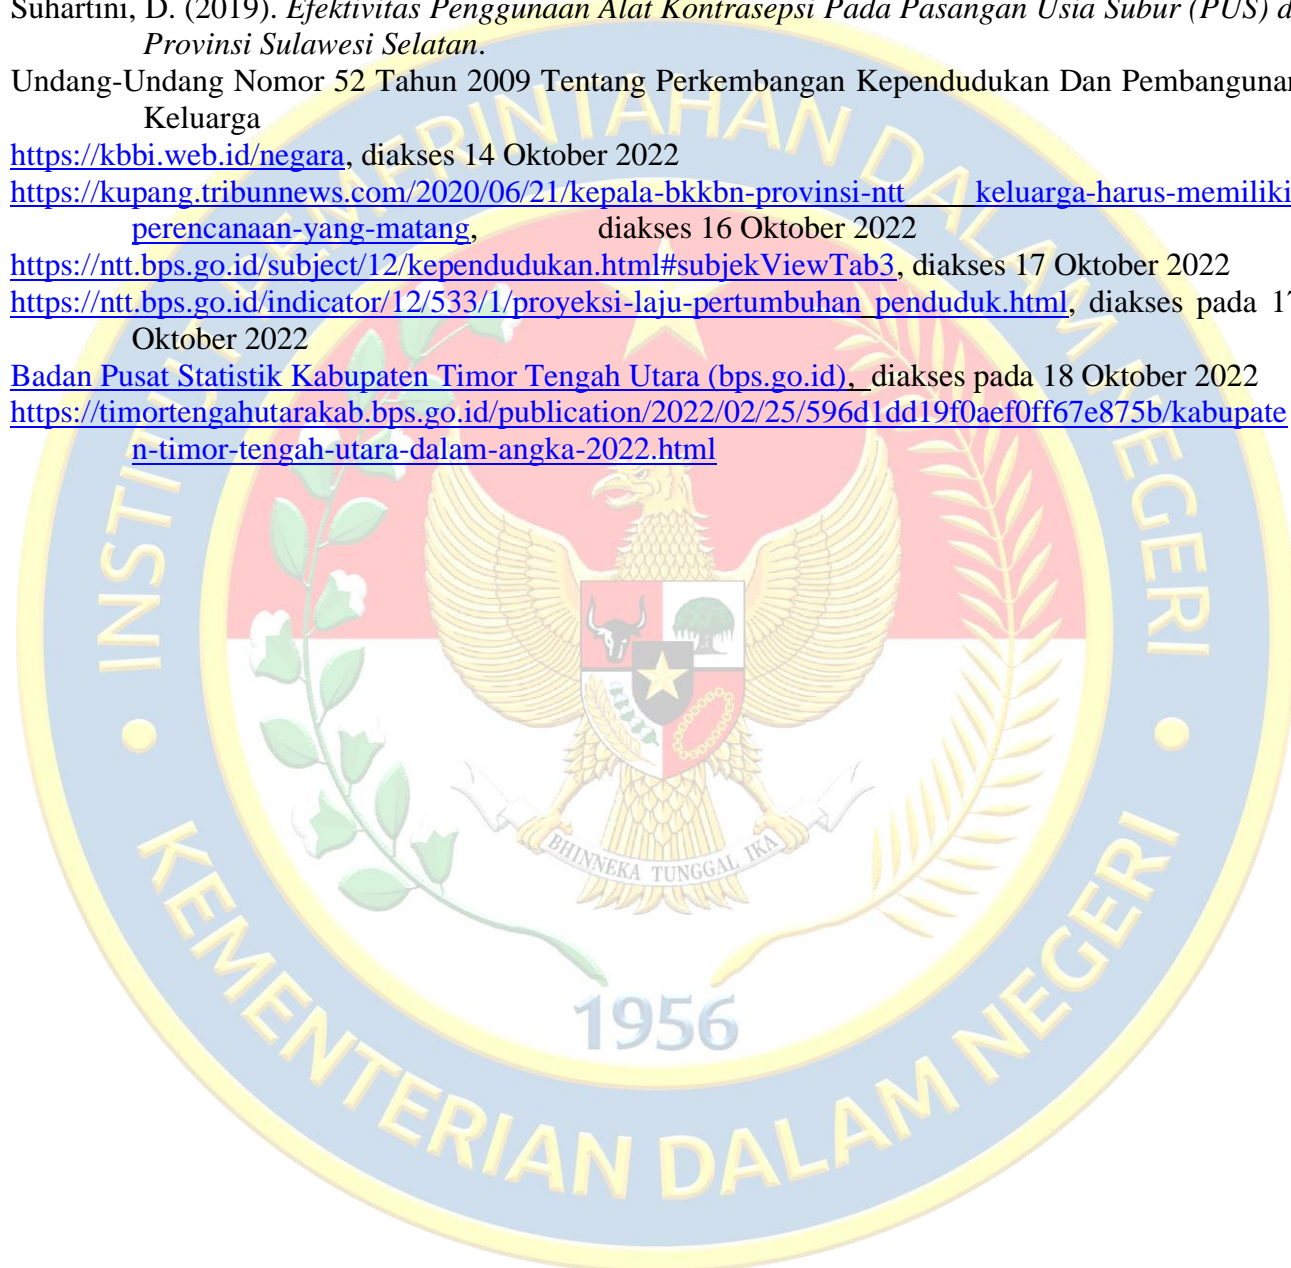 Suhartini, D. (2019). Efektivitas Penggunaan Alat Kontrasepsi Pada Pasangan Usia Subur (PUS) d
Provinsi Sulawesi Selatan.
Undang-Undang Nomor 52 Tahun 2009 Tentang Perkembangan Kependudukan Dan Pembangunan
Keluarga
https://kbbi.web.id/negara, diakses 14 Oktober 2022
https://kupang.tribunnews.com/2020/06/21/kepala-bkkbn-provinsi-ntt keluarga-harus-memiliki
perencanaan-yang-matang, diakses 16 Oktober 2022
https://ntt.bps.go.id/subject/12/kependudukan.html#subjekViewTab3, diakses 17 Oktober 2022
https://ntt.bps.go.id/indicator/12/533/1/proyeksi-laju-pertumbuhan penduduk.html, diakses pada 17
Oktober 2022
Badan Pusat Statistik Kabupaten Timor Tengah Utara (bps.go.id), diakses pada 18 Oktober 2022
https://timortengahutarakab.bps.go.id/publication/2022/02/25/596d1dd19f0aef0ff67e875b/kabupate
n-timor-tengah-utara-dalam-angka-2022.html
INSTITUT PEMERINTAHAN DALAM NEGERI
BHINNEKA TUNGGAL IKA
1956
KEMENTERIAN DALAM NEGERI